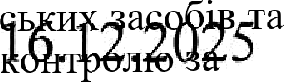 ських засобів та
16.12.2025
контролю за